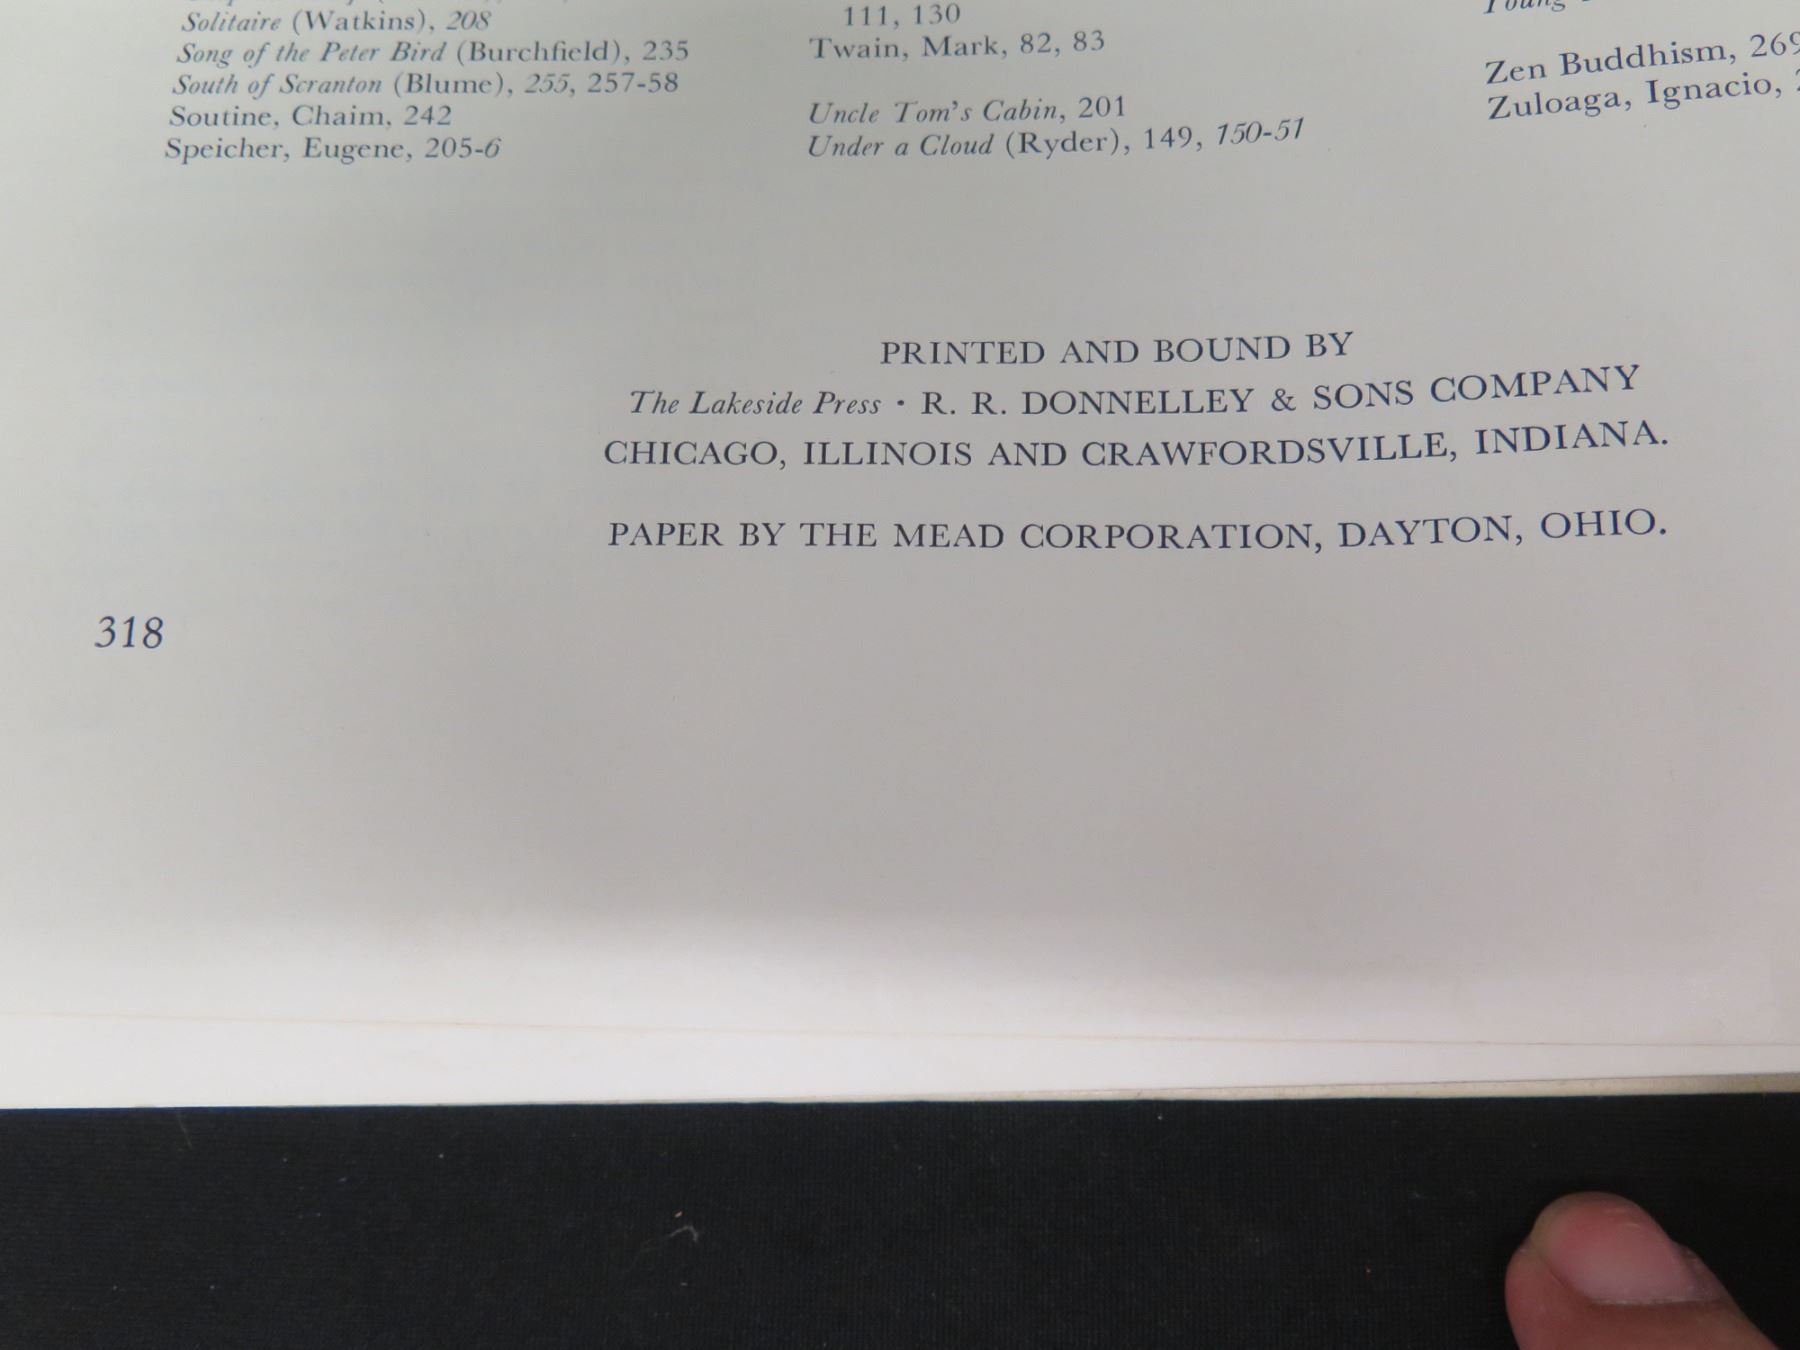 Solitaire (Watkins), 208
Song of the Peter Bird (Burchfield), 235
South of Scranton (Blume), 255, 257-58
Soutine, Chaim, 242
Speicher, Eugene, 205-6
111, 130
Twain, Mark, 82, 83
Uncle Tom's Cabin, 201
Under a Cloud (Ryder), 149, 150-51
Young
Zen Buddhism, 269
Zuloaga, Ignacio,
PRINTED AND BOUND BY
The Lakeside Press • R. R. DONNELLEY & SONS COMPANY
CHICAGO, ILLINOIS AND CRAWFORDSVILLE, INDIANA.
PAPER BY THE MEAD CORPORATION, DAYTON, OHIO.
318